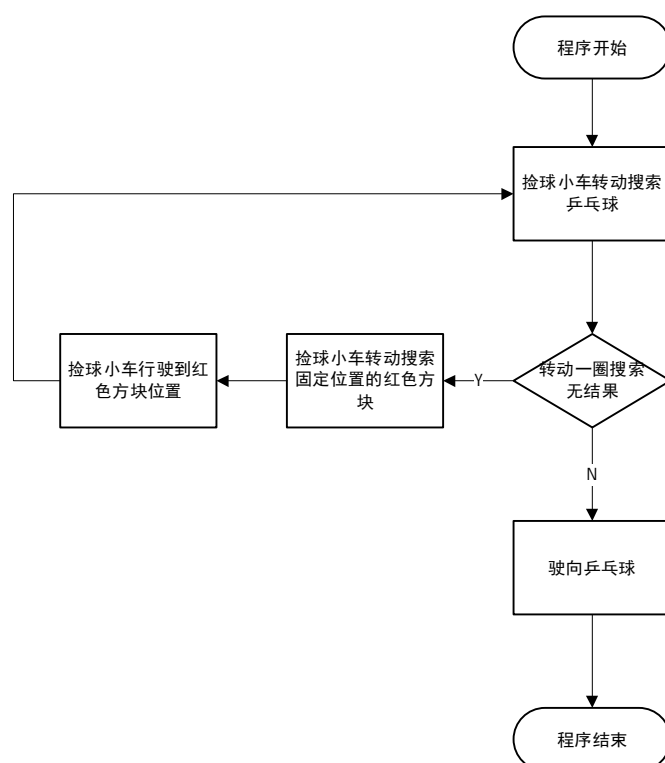 程序开始
捡球小车转动搜索
乒乓球
捡球小车行驶到红
色方块位置
捡球小车转动搜索
固定位置的红色方
块
Y
转动一圈搜索
无结果
N
驶向乒乓球
程序结束